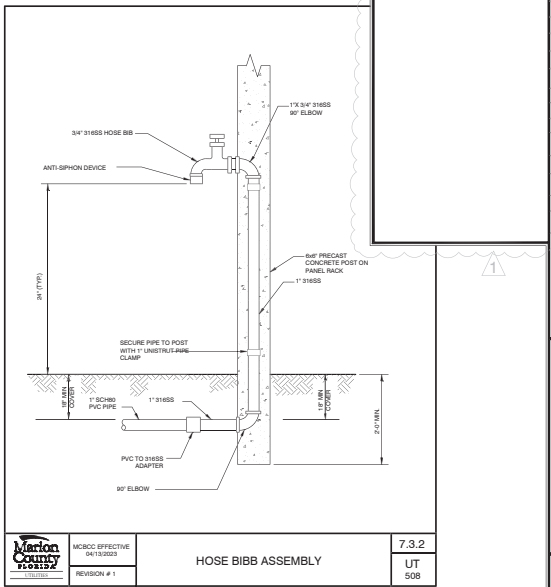 1"X 3/4" 316SS
90° ELBOW
3/4" 316SS HOSE BIB
ANTI-SIPHON DEVICE
6x6" PRECAST
CONCRETE POST ON
PANEL RACK
1" 316SS
24" (TYP.)
SECURE PIPE TO POST
WITH 1" UNISTRUT PIPE
CLAMP
18" MIN.
COVER
1" SCH80
PVC PIPE
1" 316SS
18" MIN.
COVER
2'-0" MIN.
PVC TO 316SS
ADAPTER
90° ELBOW
1
Marion
County
FLORIDA
UTILITIES
MCBCC EFFECTIVE
04/13/2023
REVISION # 1
HOSE BIBB ASSEMBLY
7.3.2
UT
508